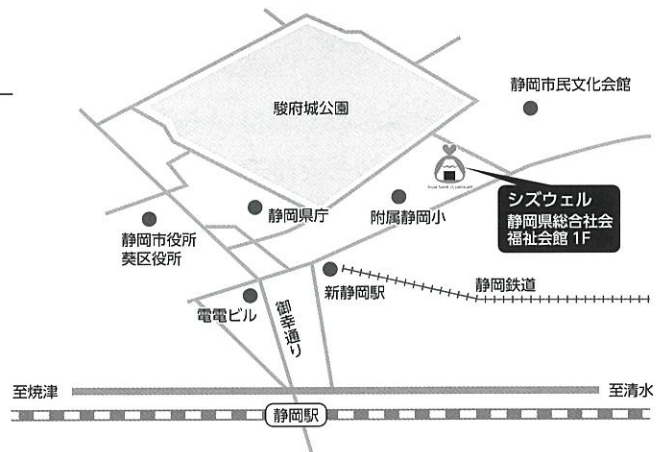 静岡市民文化会館
駿府城公園
シズウェル
静岡県総合社会
福祉会館 1F
静岡県庁
附属静岡小
静岡市役所
葵区役所
新静岡駅
静岡鉄道
電電ビル
御幸通り
至焼津
至清水
静岡駅